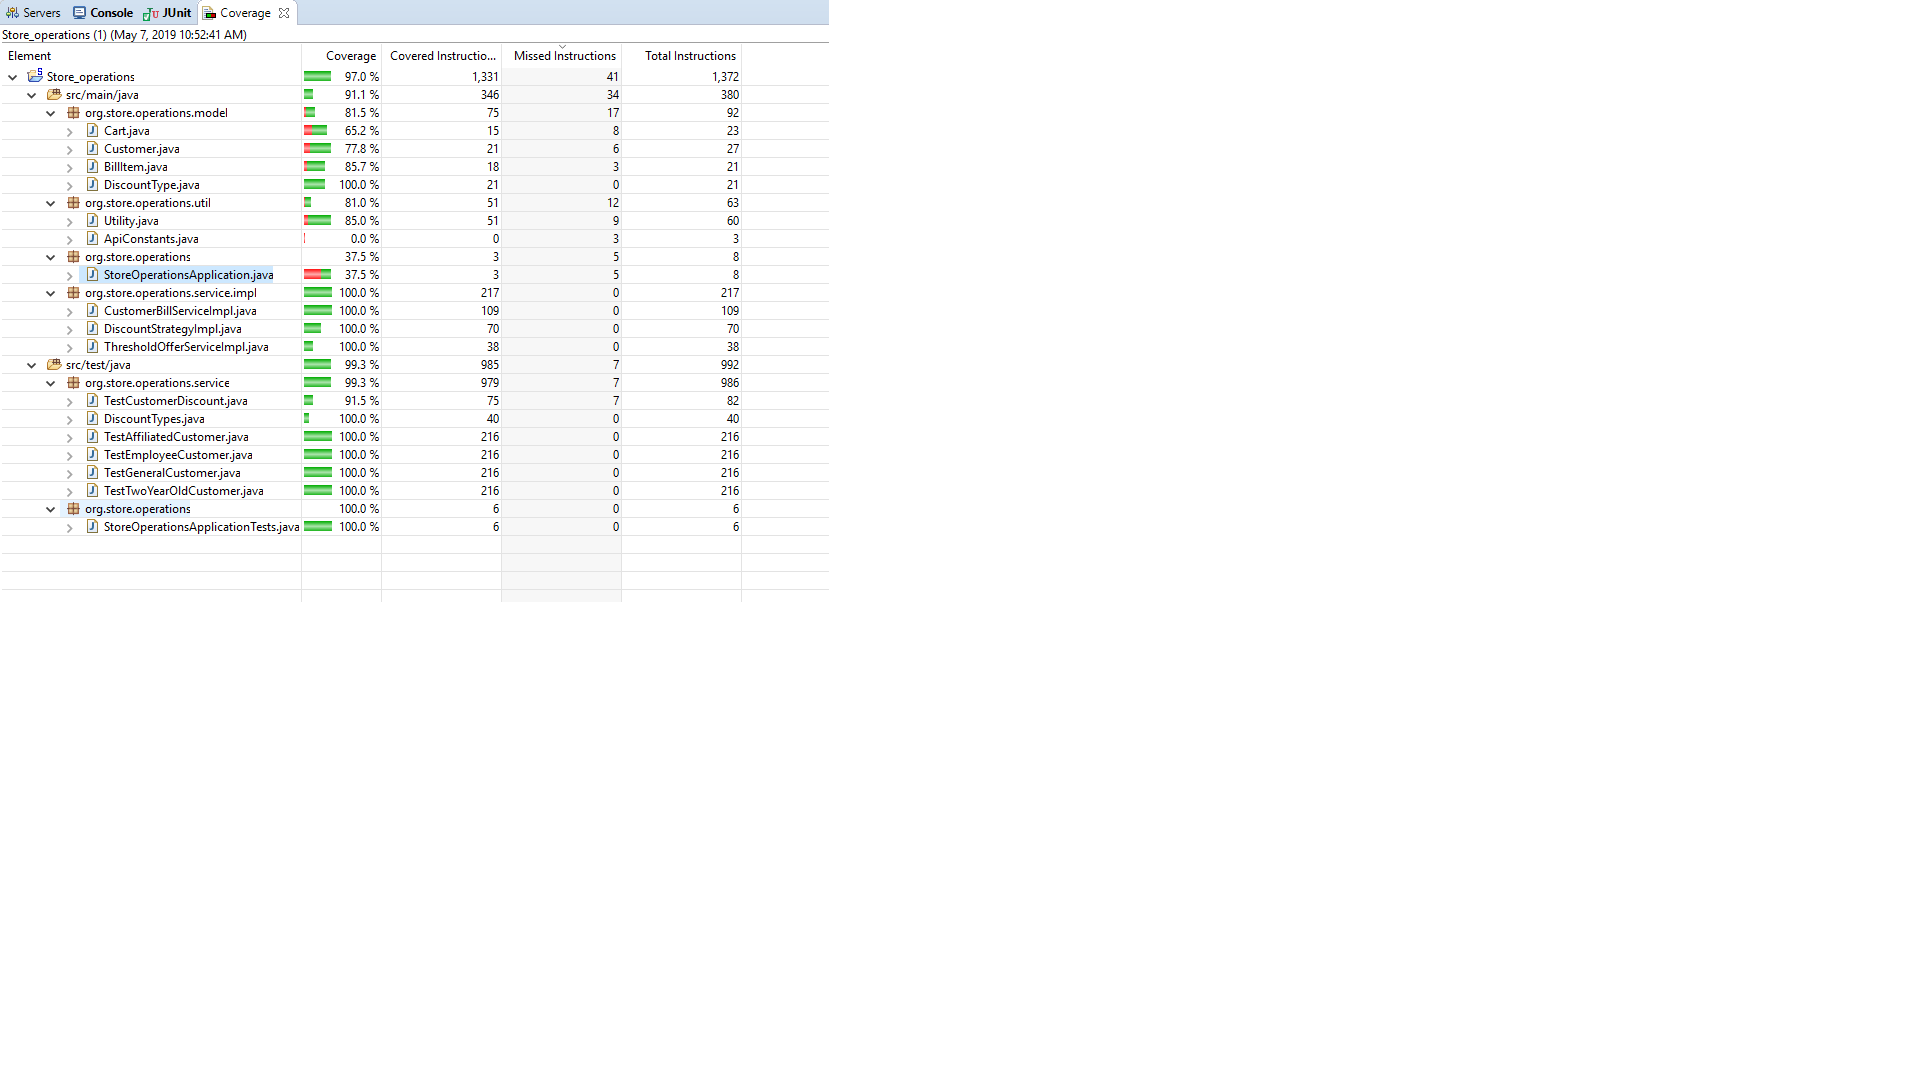 Servers Console JUnit Coverage
Store_operations (1) (May 7, 2019 10:52:41 AM)
Element Coverage Covered Instructio... Missed Instructions Total Instructions
Store_operations 97.0 % 1,331 41 1,372
src/main/java 91.1 % 346 34 380
org.store.operations.model 81.5 % 75 17 92
Cart.java 65.2 % 15 8 23
Customer.java 77.8 % 21 6 27
BillItem.java 85.7 % 18 3 21
DiscountType.java 100.0 % 21 0 21
org.store.operations.util 81.0 % 51 12 63
Utility.java 85.0 % 51 9 60
ApiConstants.java 0.0 % 0 3 3
org.store.operations 37.5 % 3 5 8
StoreOperationsApplication.java 37.5 % 3 5 8
org.store.operations.service.impl 100.0 % 217 0 217
CustomerBillServiceImpl.java 100.0 % 109 0 109
DiscountStrategyImpl.java 100.0 % 70 0 70
ThresholdOfferServiceImpl.java 100.0 % 38 0 38
src/test/java 99.3 % 985 7 992
org.store.operations.service 99.3 % 979 7 986
TestCustomerDiscount.java 91.5 % 75 7 82
DiscountTypes.java 100.0 % 40 0 40
TestAffiliatedCustomer.java 100.0 % 216 0 216
TestEmployeeCustomer.java 100.0 % 216 0 216
TestGeneralCustomer.java 100.0 % 216 0 216
TestTwoYearOldCustomer.java 100.0 % 216 0 216
org.store.operations 100.0 % 6 0 6
StoreOperationsApplicationTests.java 100.0 % 6 0 6